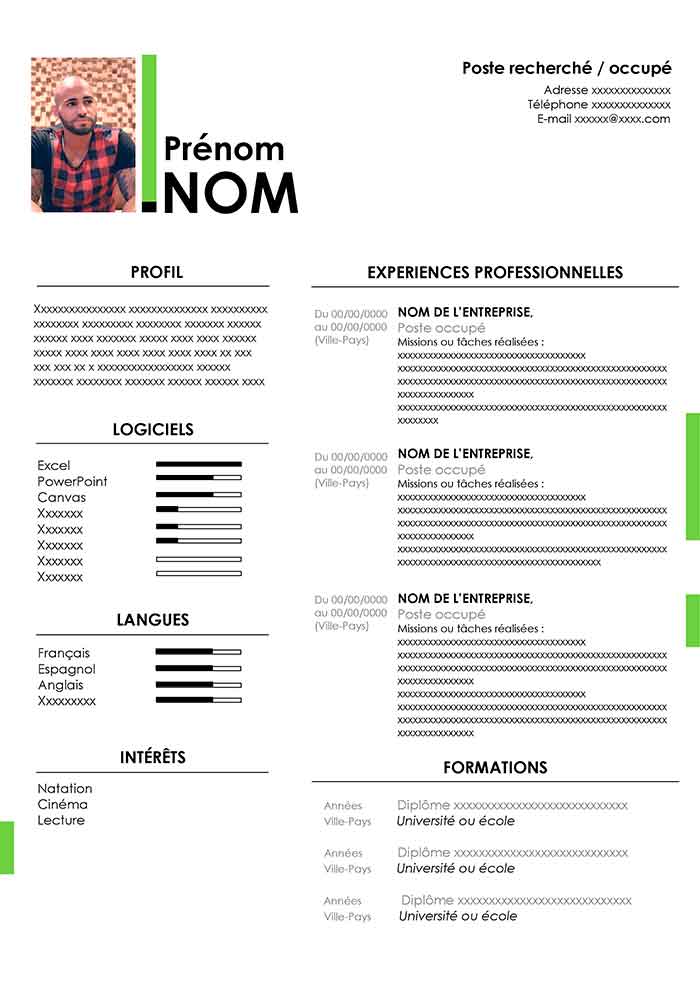 Poste recherché / occupé
Adresse xxxxxxxxxxxxxx
Téléphone xxxxxxxxxxxxxx
E-mail xxxxxx@xxxx.com
Prénom
NOM
PROFIL
Xxxxxxxxxxxxxxx xxxxxxxxxxxxxx xxxxxxxxxx
xxxxxxxx xxxxxxxxx xxxxxxxx xxxxxxx xxxxxx
xxxxxx xxxx xxxxxxx xxxxx xxxx xxxx xxxxxx
xxxxx xxxx xxxx xxx xxxx xxxx xxxx xx xxx
xxx xxx xx x xxxxxxxxxxxxxxxxx xxxxxx
xxxxxxx xxxxxxxx xxxxxxx xxxxxx xxxxxx xxxx
LOGICIELS
Excel
PowerPoint
Canvas
Xxxxxxx
Xxxxxxx
Xxxxxxx
Xxxxxxx
Xxxxxxx
LANGUES
Français
Espagnol
Anglais
Xxxxxxxxx
INTÉRÊTS
Natation
Cinéma
Lecture
EXPERIENCES PROFESSIONNELLES
Du 00/00/0000
au 00/00/0000
(Ville-Pays)
NOM DE L’ENTREPRISE,
Poste occupé
Missions ou tâches réalisées :
xxxxxxxxxxxxxxxxxxxxxxxxxxxxxxxxxxxxx
xxxxxxxxxxxxxxxxxxxxxxxxxxxxxxxxxxxxxxxxxxxxxxxxxxxxx
xxxxxxxxxxxxxxxxxxxxxxxxxxxxxxxxxxxxxxxxxxxxxxxxxxxxx
xxxxxxxxxxxxxxx
xxxxxxxxxxxxxxxxxxxxxxxxxxxxxxxxxxxxxxxxxxxxxxxxxxxxx
xxxxxxxx
Du 00/00/0000
au 00/00/0000
(Ville-Pays)
NOM DE L’ENTREPRISE,
Poste occupé
Missions ou tâches réalisées :
xxxxxxxxxxxxxxxxxxxxxxxxxxxxxxxxxxxxx
xxxxxxxxxxxxxxxxxxxxxxxxxxxxxxxxxxxxxxxxxxxxxxxxxxxxx
xxxxxxxxxxxxxxxxxxxxxxxxxxxxxxxxxxxxxxxxxxxxxxxxxxxxx
xxxxxxxxxxxxxxx
xxxxxxxxxxxxxxxxxxxxxxxxxxxxxxxxxxxxxxxxxxxxxxxxxxxxx
xxxxxxxxxxxxxxxxxxxxxxxxxxxxxxxxxxxxxxxx
Du 00/00/0000
au 00/00/0000
(Ville-Pays)
NOM DE L’ENTREPRISE,
Poste occupé
Missions ou tâches réalisées :
xxxxxxxxxxxxxxxxxxxxxxxxxxxxxxxxxxxxx
xxxxxxxxxxxxxxxxxxxxxxxxxxxxxxxxxxxxxxxxxxxxxxxxxxxxx
xxxxxxxxxxxxxxxxxxxxxxxxxxxxxxxxxxxxxxxxxxxxxxxxxxxxx
xxxxxxxxxxxxxxx
xxxxxxxxxxxxxxxxxxxxxxxxxxxxxxxxxxxxx
xxxxxxxxxxxxxxxxxxxxxxxxxxxxxxxxxxxxxxxxxxxxxxxxxxxxx
xxxxxxxxxxxxxxxxxxxxxxxxxxxxxxxxxxxxxxxxxxxxxxxxxxxxx
xxxxxxxxxxxxxxx
FORMATIONS
Années Diplôme xxxxxxxxxxxxxxxxxxxxxxxxxxxx
Ville-Pays Université ou école
Années Diplôme xxxxxxxxxxxxxxxxxxxxxxxxxxxx
Ville-Pays Université ou école
Années Diplôme xxxxxxxxxxxxxxxxxxxxxxxxxxxx
Ville-Pays Université ou école